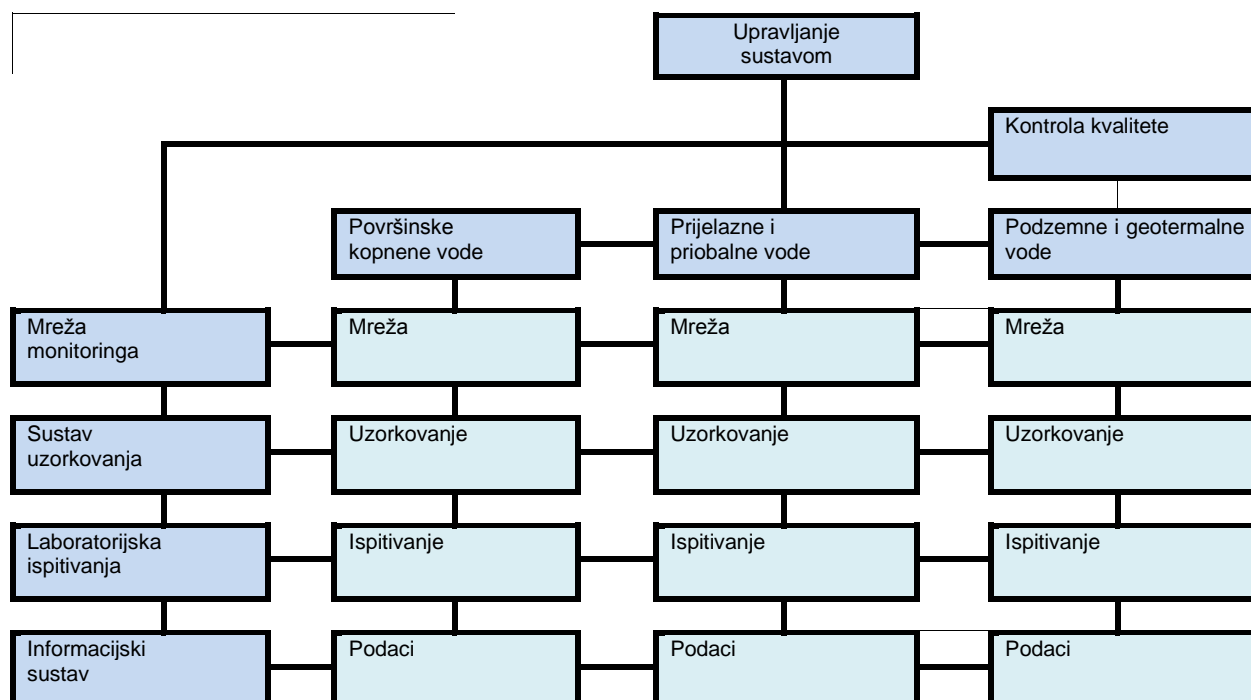 Upravljanje
sustavom
Kontrola kvalitete
Površinske
kopnene vode
Prijelazne i
priobalne vode
Podzemne i geotermalne
vode
Mreža
monitoringa
Mreža
Mreža
Mreža
Sustav
uzorkovanja
Uzorkovanje
Uzorkovanje
Uzorkovanje
Laboratorijska
ispitivanja
Ispitivanje
Ispitivanje
Ispitivanje
Informacijski
sustav
Podaci
Podaci
Podaci